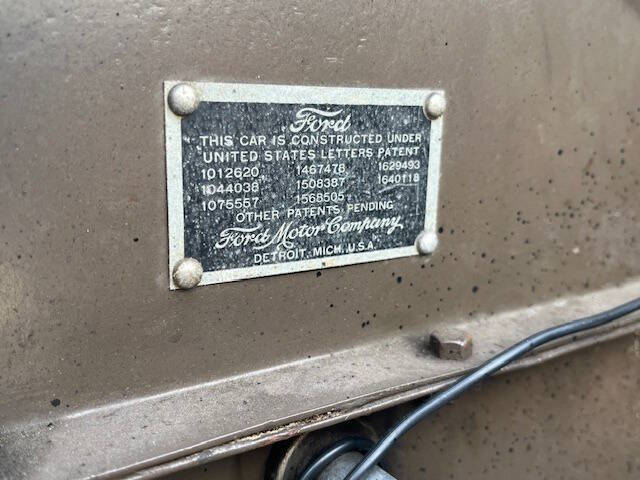 Ford
THIS CAR IS CONSTRUCTED UNDER
UNITED STATES LETTERS PATENT
1012620 1467478 1629493
1044038 1508387 1640118
1075557 1568505
OTHER PATENTS PENDING
Ford Motor Company
DETROIT, MICH., U.S.A.